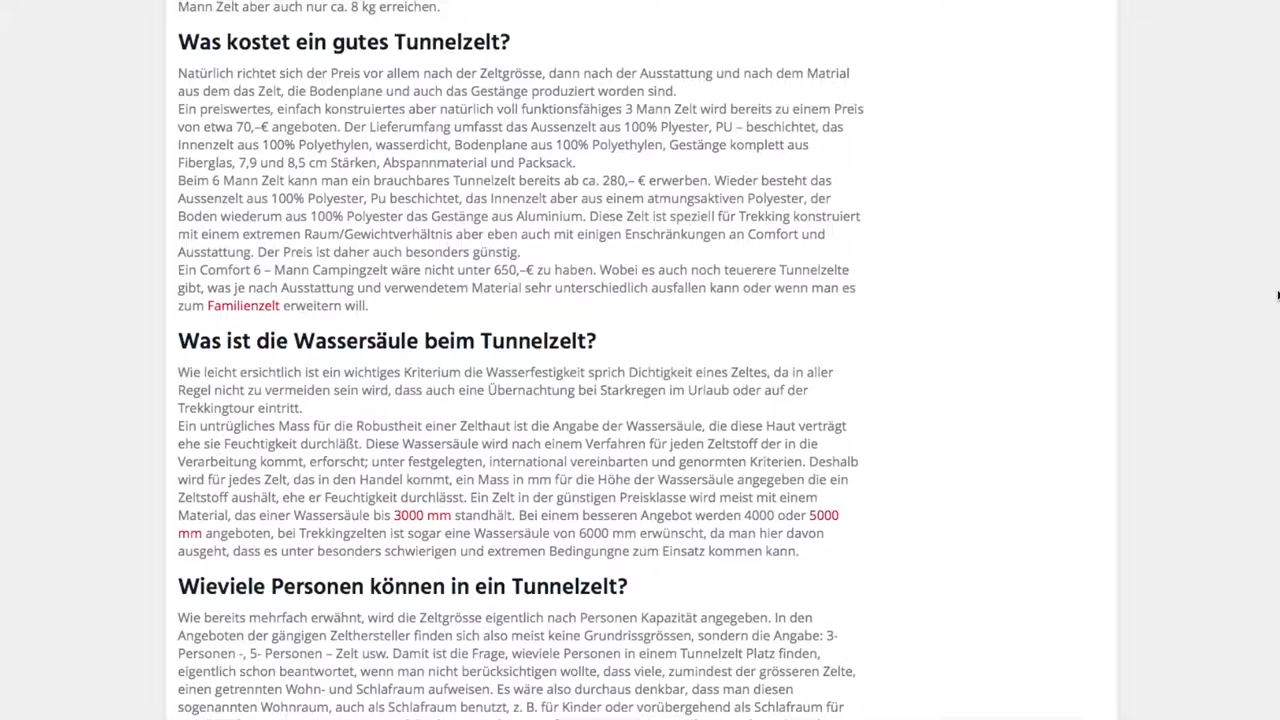 Mann Zelt aber auch nur ca. 8 kg erreichen.
Was kostet ein gutes Tunnelzelt?
Natürlich richtet sich der Preis vor allem nach der Zeltgrösse, dann nach der Ausstattung und nach dem Matrial
aus dem das Zelt, die Bodenplane und auch das Gestänge produziert worden sind.
Ein preiswertes, einfach konstruiertes aber natürlich voll funktionsfähiges 3 Mann Zelt wird bereits zu einem Preis
von etwa 70,–€ angeboten. Der Lieferumfang umfasst das Aussenzelt aus 100% Plyester, PU – beschichtet, das
Innenzelt aus 100% Polyethylen, wasserdicht, Bodenplane aus 100% Polyethylen, Gestänge komplett aus
Fiberglas, 7,9 und 8,5 cm Stärken, Abspannmaterial und Packsack.
Beim 6 Mann Zelt kann man ein brauchbares Tunnelzelt bereits ab ca. 280,– € erwerben. Wieder besteht das
Aussenzelt aus 100% Polyester, Pu beschichtet, das Innenzelt aber aus einem atmungsaktiven Polyester, der
Boden wiederum aus 100% Polyester das Gestänge aus Aluminium. Diese Zelt ist speziell für Trekking konstruiert
mit einem extremen Raum/Gewichtverhältnis aber eben auch mit einigen Enschränkungen an Comfort und
Ausstattung. Der Preis ist daher auch besonders günstig.
Ein Comfort 6 – Mann Campingzelt wäre nicht unter 650,–€ zu haben. Wobei es auch noch teuerere Tunnelzelte
gibt, was je nach Ausstattung und verwendetem Material sehr unterschiedlich ausfallen kann oder wenn man es
zum Familienzelt erweitern will.
Was ist die Wassersäule beim Tunnelzelt?
Wie leicht ersichtlich ist ein wichtiges Kriterium die Wasserfestigkeit sprich Dichtigkeit eines Zeltes, da in aller
Regel nicht zu vermeiden sein wird, dass auch eine Übernachtung bei Starkregen im Urlaub oder auf der
Trekkingtour eintritt.
Ein untrügliches Mass für die Robustheit einer Zelthaut ist die Angabe der Wassersäule, die diese Haut verträgt
ehe sie Feuchtigkeit durchläßt. Diese Wassersäule wird nach einem Verfahren für jeden Zeltstoff der in die
Verarbeitung kommt, erforscht; unter festgelegten, international vereinbarten und genormten Kriterien. Deshalb
wird für jedes Zelt, das in den Handel kommt, ein Mass in mm für die Höhe der Wassersäule angegeben die ein
Zeltstoff aushält, ehe er Feuchtigkeit durchlässt. Ein Zelt in der günstigen Preisklasse wird meist mit einem
Material, das einer Wassersäule bis 3000 mm standhält. Bei einem besseren Angebot werden 4000 oder 5000
mm angeboten, bei Trekkingzelten ist sogar eine Wassersäule von 6000 mm erwünscht, da man hier davon
ausgeht, dass es unter besonders schwierigen und extremen Bedingungne zum Einsatz kommen kann.
Wieviele Personen können in ein Tunnelzelt?
Wie bereits mehrfach erwähnt, wird die Zeltgrösse eigentlich nach Personen Kapazität angegeben. In den
Angeboten der gängigen Zelthersteller finden sich also meist keine Grundrissgrössen, sondern die Angabe: 3-
Personen -, 5- Personen – Zelt usw. Damit ist die Frage, wieviele Personen in einem Tunnelzelt Platz finden,
eigentlich schon beantwortet, wenn man nicht berücksichtigen wollte, dass viele, zumindest der grösseren Zelte,
einen getrennten Wohn- und Schlafraum aufweisen. Es wäre also durchaus denkbar, dass man diesen
sogenannten Wohnraum, auch als Schlafraum benutzt, z. B. für Kinder oder vorübergehend als Schlafraum für